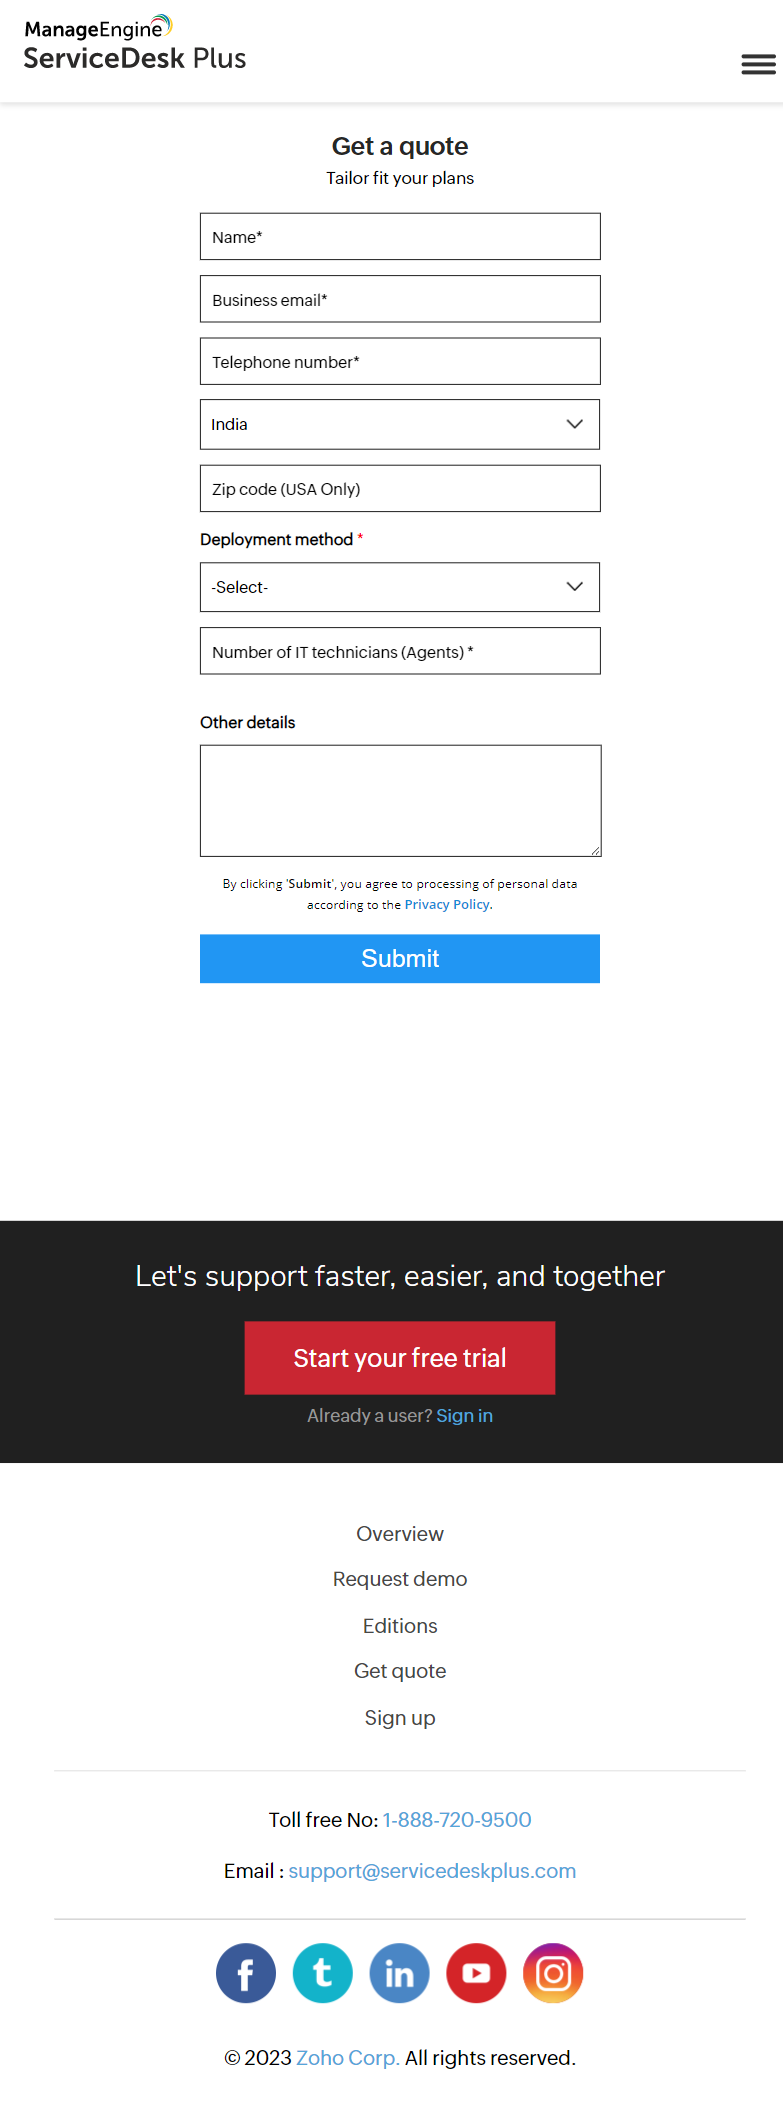 ManageEngine
ServiceDesk Plus
Get a quote
Tailor fit your plans
Name*
Business email*
Telephone number*
India
Zip code (USA Only)
Deployment method *
-Select-
Number of IT technicians (Agents) *
Other details
By clicking 'Submit', you agree to processing of personal data
according to the Privacy Policy.
Submit
Let's support faster, easier, and together
Start your free trial
Already a user? Sign in
Overview
Request demo
Editions
Get quote
Sign up
Toll free No: 1-888-720-9500
Email : support@servicedeskplus.com
f t in
© 2023 Zoho Corp. All rights reserved.